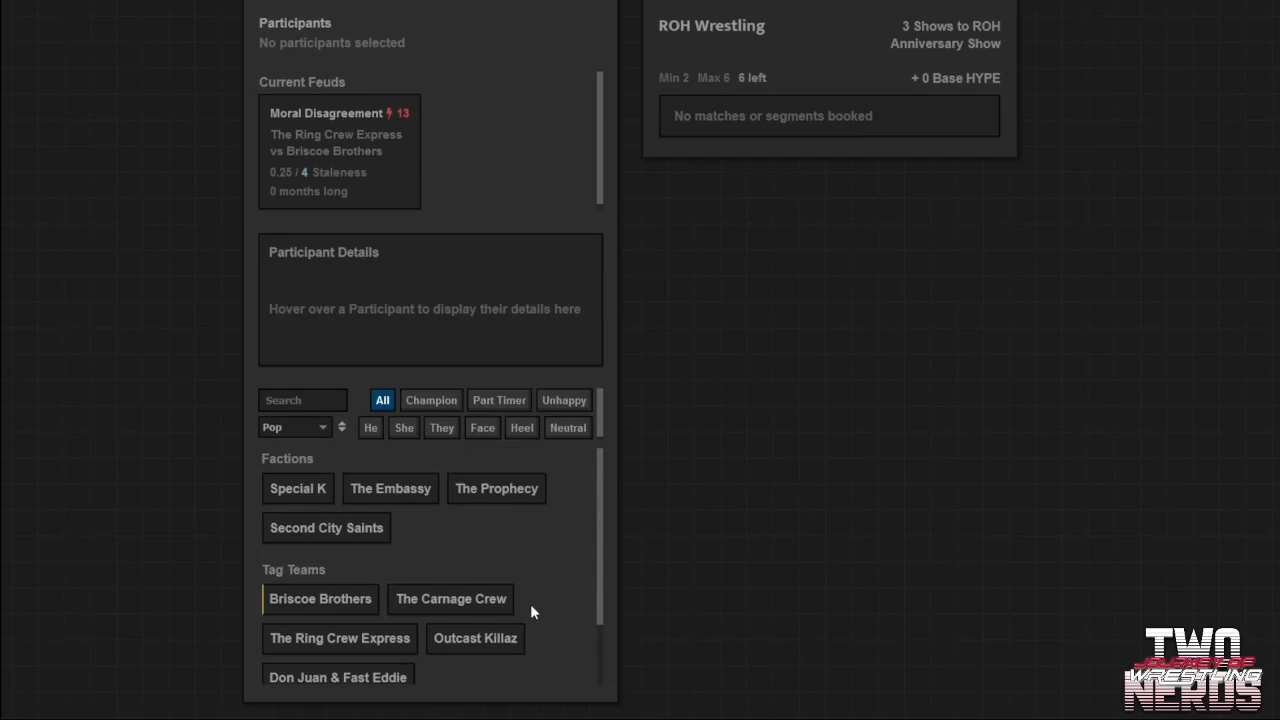 Participants
No participants selected
Current Feuds
Moral Disagreement 13
The Ring Crew Express
vs Briscoe Brothers
0.25 / 4 Staleness
0 months long
Participant Details
Hover over a Participant to display their details here
Search
All
Champion
Part Timer
Unhappy
Pop
He
She
They
Face
Heel
Neutral
Factions
Special K
The Embassy
The Prophecy
Second City Saints
Tag Teams
Briscoe Brothers
The Carnage Crew
The Ring Crew Express
Outcast Killaz
Don Juan & Fast Eddie
ROH Wrestling
3 Shows to ROH
Anniversary Show
Min 2 Max 6 6 left
+ 0 Base HYPE
No matches or segments booked
TWO
WRESTLING
NERDS